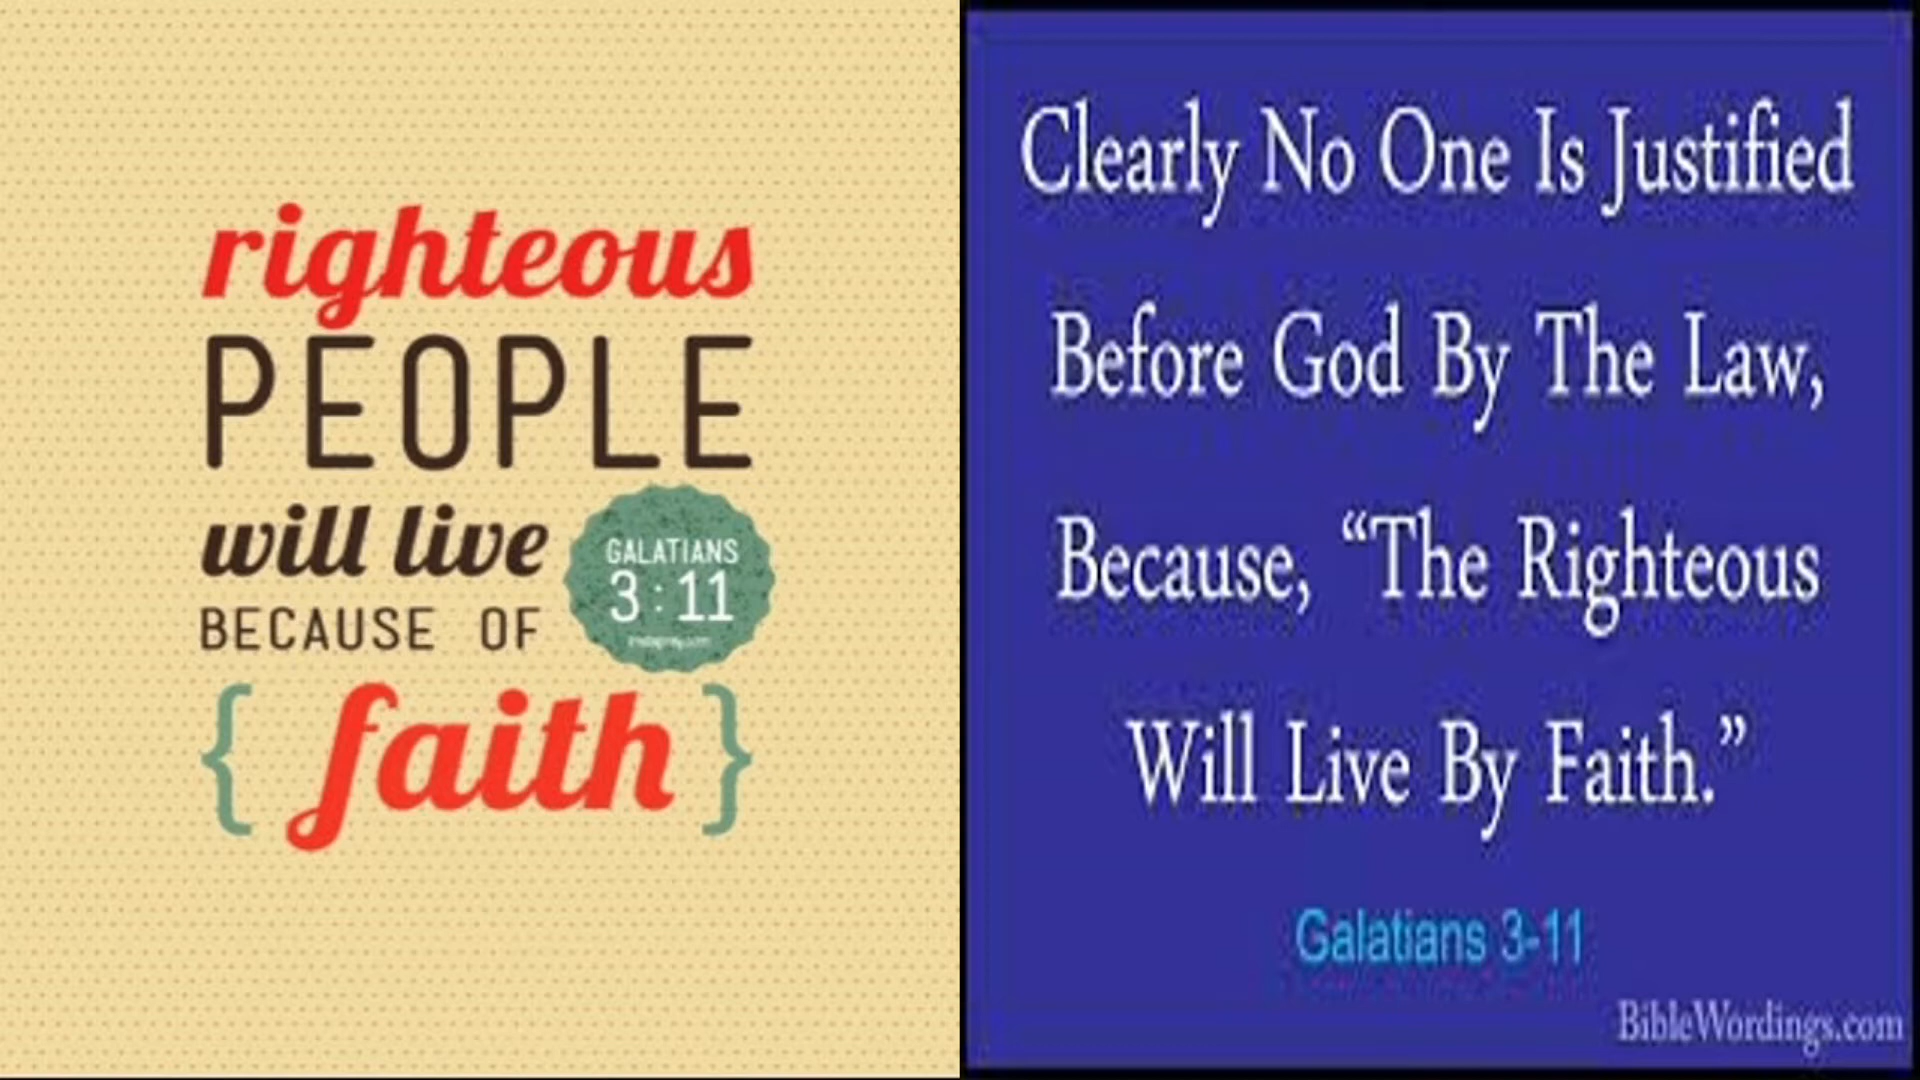 righteous
PEOPLE
will live
BECAUSE OF
GALATIANS
3:11
{ faith }
Clearly No One Is Justified
Before God By The Law,
Because, “The Righteous
Will Live By Faith.”
Galatians 3-11
BibleWordings.com